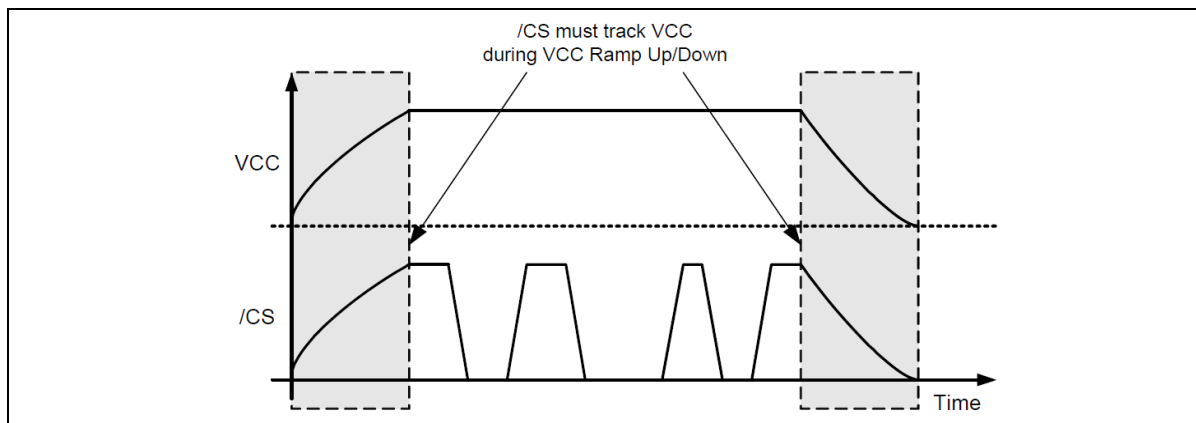 /CS must track VCC
during VCC Ramp Up/Down
VCC
/CS
Time